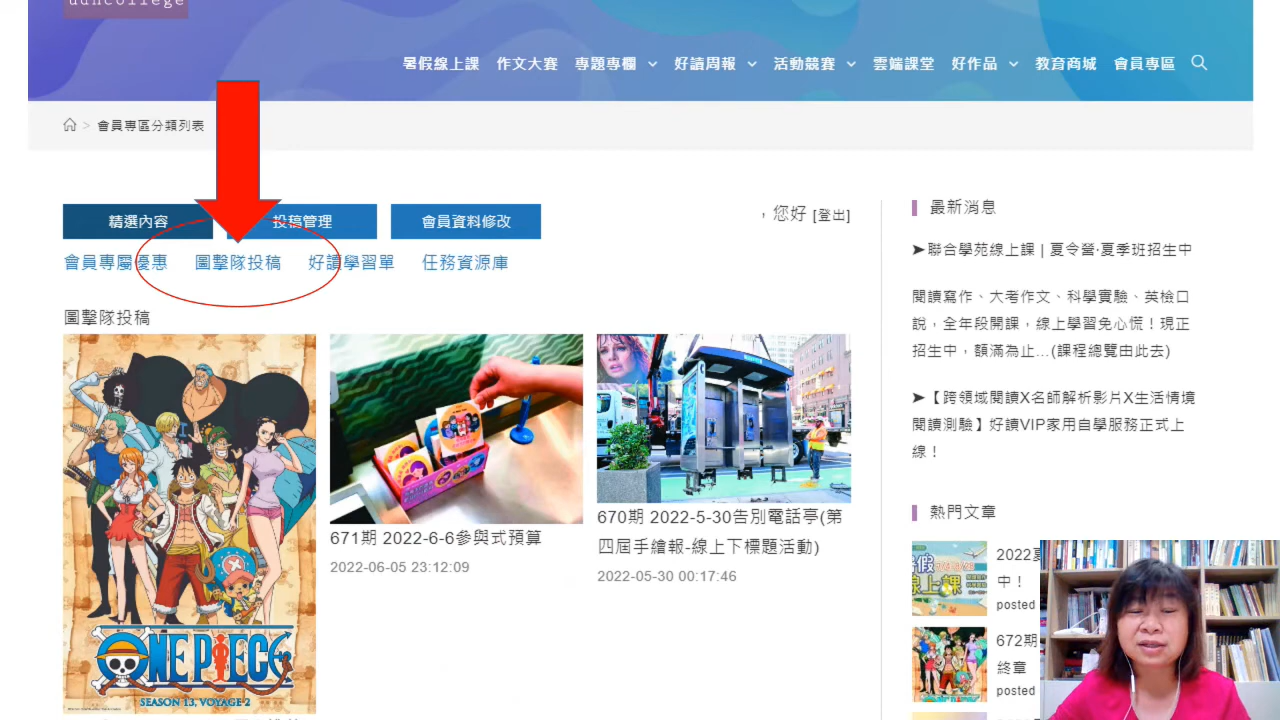 udncollege
暑假線上課 作文大賽 專題專欄 好讀周報 活動競賽 雲端課堂 好作品 教育商城 會員專區
> 會員專區分類列表
精選內容 投稿管理 會員資料修改
，您好 [登出]
會員專屬優惠 圖擊隊投稿 好讀學習單 任務資源庫
圖擊隊投稿
ONE PIECE
SEASON 13, VOYAGE 2
671期 2022-6-6參與式預算
2022-06-05 23:12:09
670期 2022-5-30告別電話亭(第
四屆手繪報-線上下標題活動)
2022-05-30 00:17:46
最新消息
➤聯合學苑線上課 | 夏令營·夏季班招生中
閱讀寫作、大考作文、科學實驗、英檢口
說，全年段開課，線上學習免心慌！現正
招生中，額滿為止...(課程總覽由此去)
➤【跨領域閱讀X名師解析影片X生活情境
閱讀測驗】好讀VIP家用自學服務正式上
線！
熱門文章
2022夏
中！
posted
672期
終章
posted